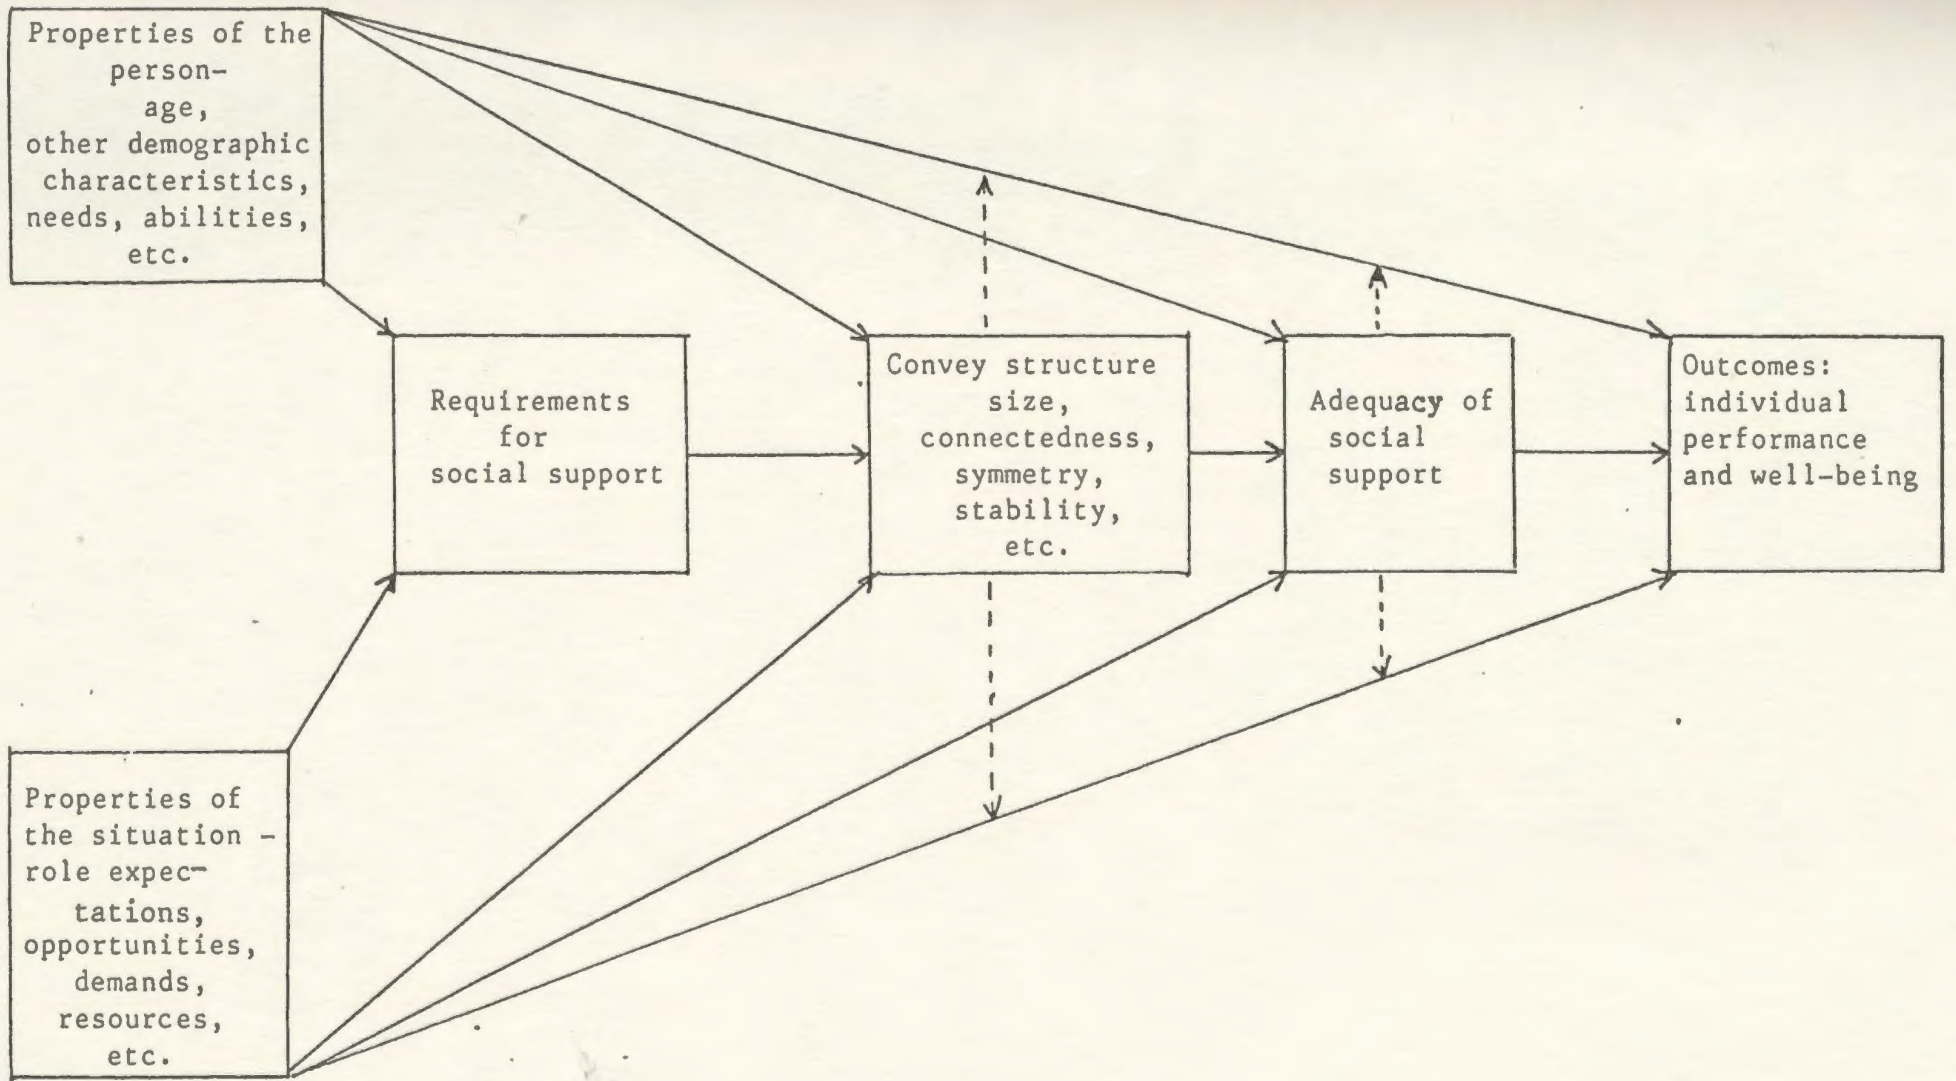 Properties of the
person-
age,
other demographic
characteristics,
needs, abilities,
etc.
Requirements
for
social support
Convey structure
size,
connectedness,
symmetry,
stability,
etc.
Adequacy of
social
support
Outcomes:
individual
performance
and well-being
Properties of
the situation -
role expec-
tations,
opportunities,
demands,
resources,
etc.